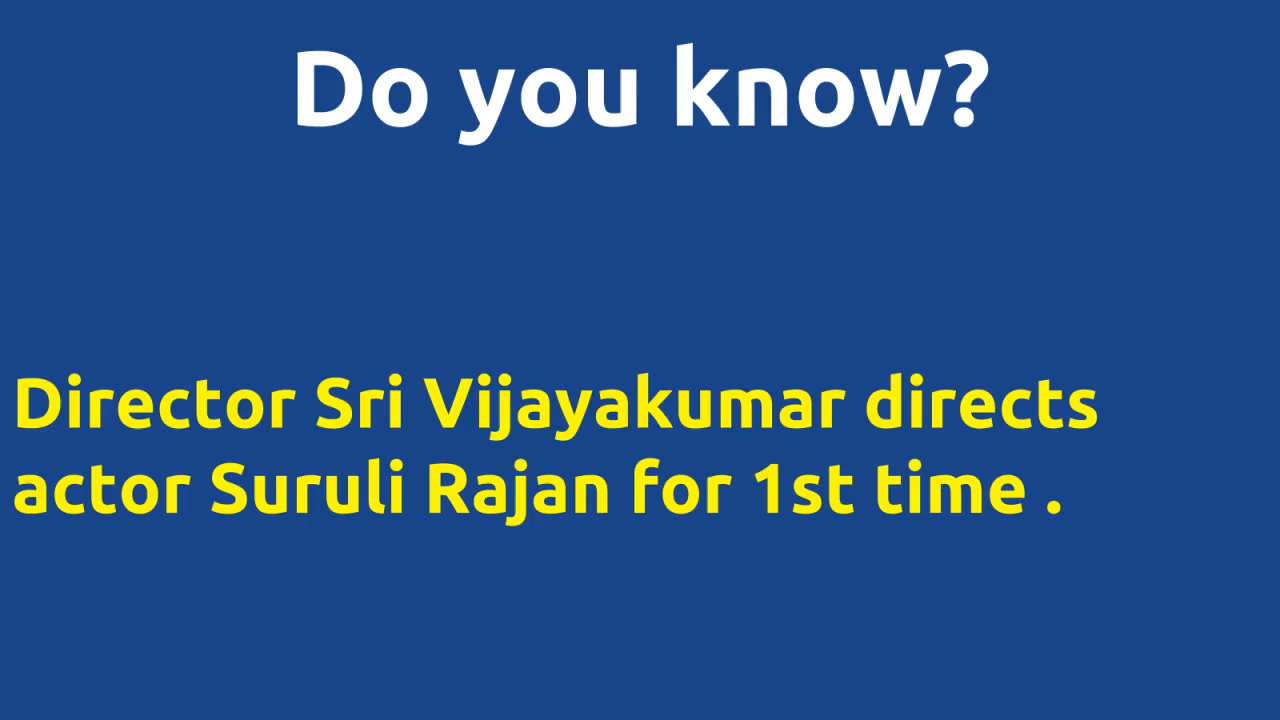 Do you know?
Director Sri Vijayakumar directs
actor Suruli Rajan for 1st time .